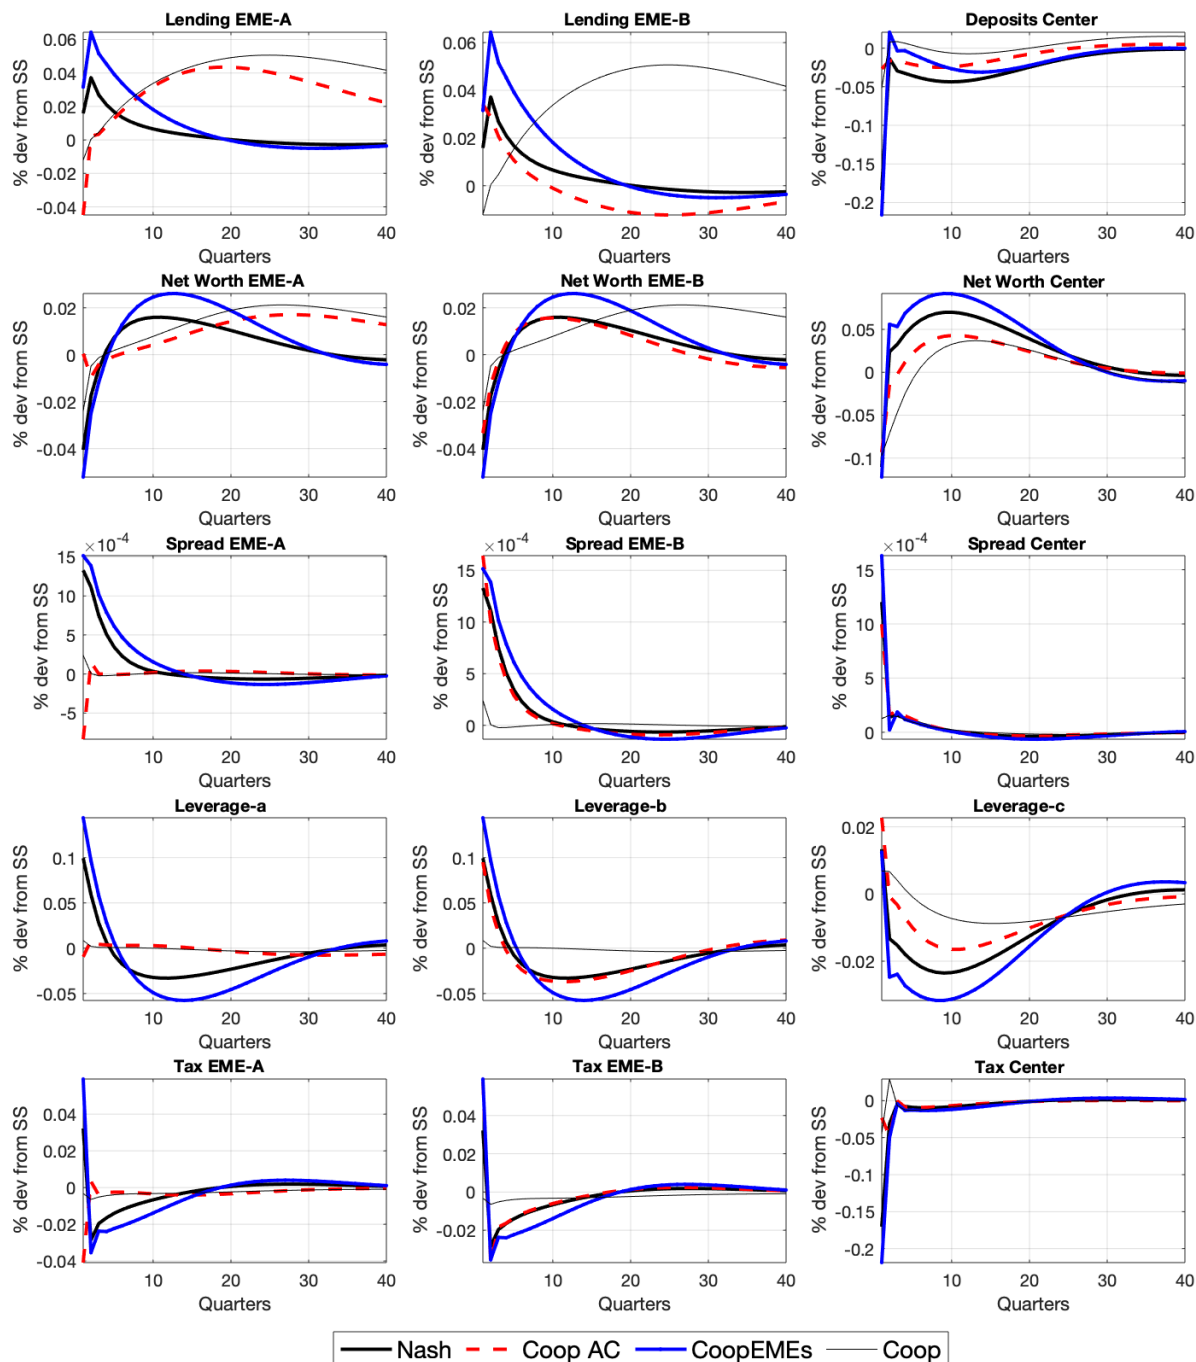 Lending EME-A
% dev from SS
0.06
0.04
0.02
0
-0.02
-0.04
10 20 30 40
Quarters
Lending EME-B
% dev from SS
0.06
0.04
0.02
0
10 20 30 40
Quarters
Deposits Center
% dev from SS
0
-0.05
-0.1
-0.15
-0.2
10 20 30 40
Quarters
Net Worth EME-A
% dev from SS
0.02
0
-0.02
-0.04
10 20 30 40
Quarters
Net Worth EME-B
% dev from SS
0.02
0
-0.02
-0.04
10 20 30 40
Quarters
Net Worth Center
% dev from SS
0.05
0
-0.05
-0.1
10 20 30 40
Quarters
Spread EME-A
×10⁻⁴
% dev from SS
15
10
5
0
-5
10 20 30 40
Quarters
Spread EME-B
×10⁻⁴
% dev from SS
15
10
5
0
10 20 30 40
Quarters
Spread Center
×10⁻⁴
% dev from SS
15
10
5
0
10 20 30 40
Quarters
Leverage-a
% dev from SS
0.1
0.05
0
-0.05
10 20 30 40
Quarters
Leverage-b
% dev from SS
0.1
0.05
0
-0.05
10 20 30 40
Quarters
Leverage-c
% dev from SS
0.02
0
-0.02
10 20 30 40
Quarters
Tax EME-A
% dev from SS
0.04
0.02
0
-0.02
-0.04
10 20 30 40
Quarters
Tax EME-B
% dev from SS
0.04
0.02
0
-0.02
10 20 30 40
Quarters
Tax Center
% dev from SS
0
-0.05
-0.1
-0.15
-0.2
10 20 30 40
Quarters
Nash Coop AC CoopEMEs Coop